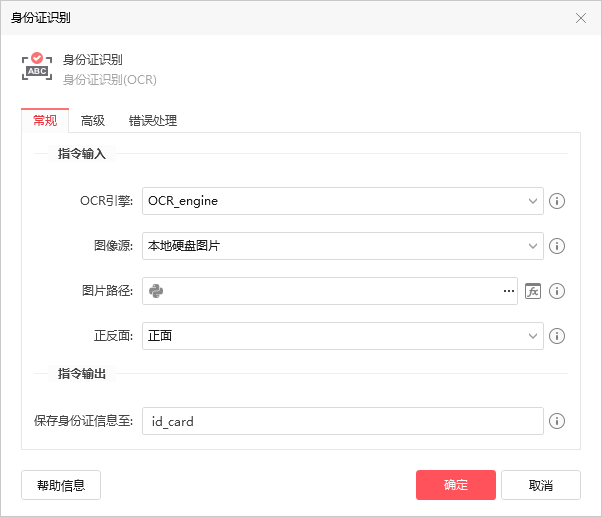 身份证识别
身份证识别
ABC
身份证识别(OCR)
常规 高级 错误处理
指令输入
OCR引擎: OCR_engine
图像源: 本地硬盘图片
图片路径: ... fx
正反面: 正面
指令输出
保存身份证信息至: id_card
帮助信息 确定 取消